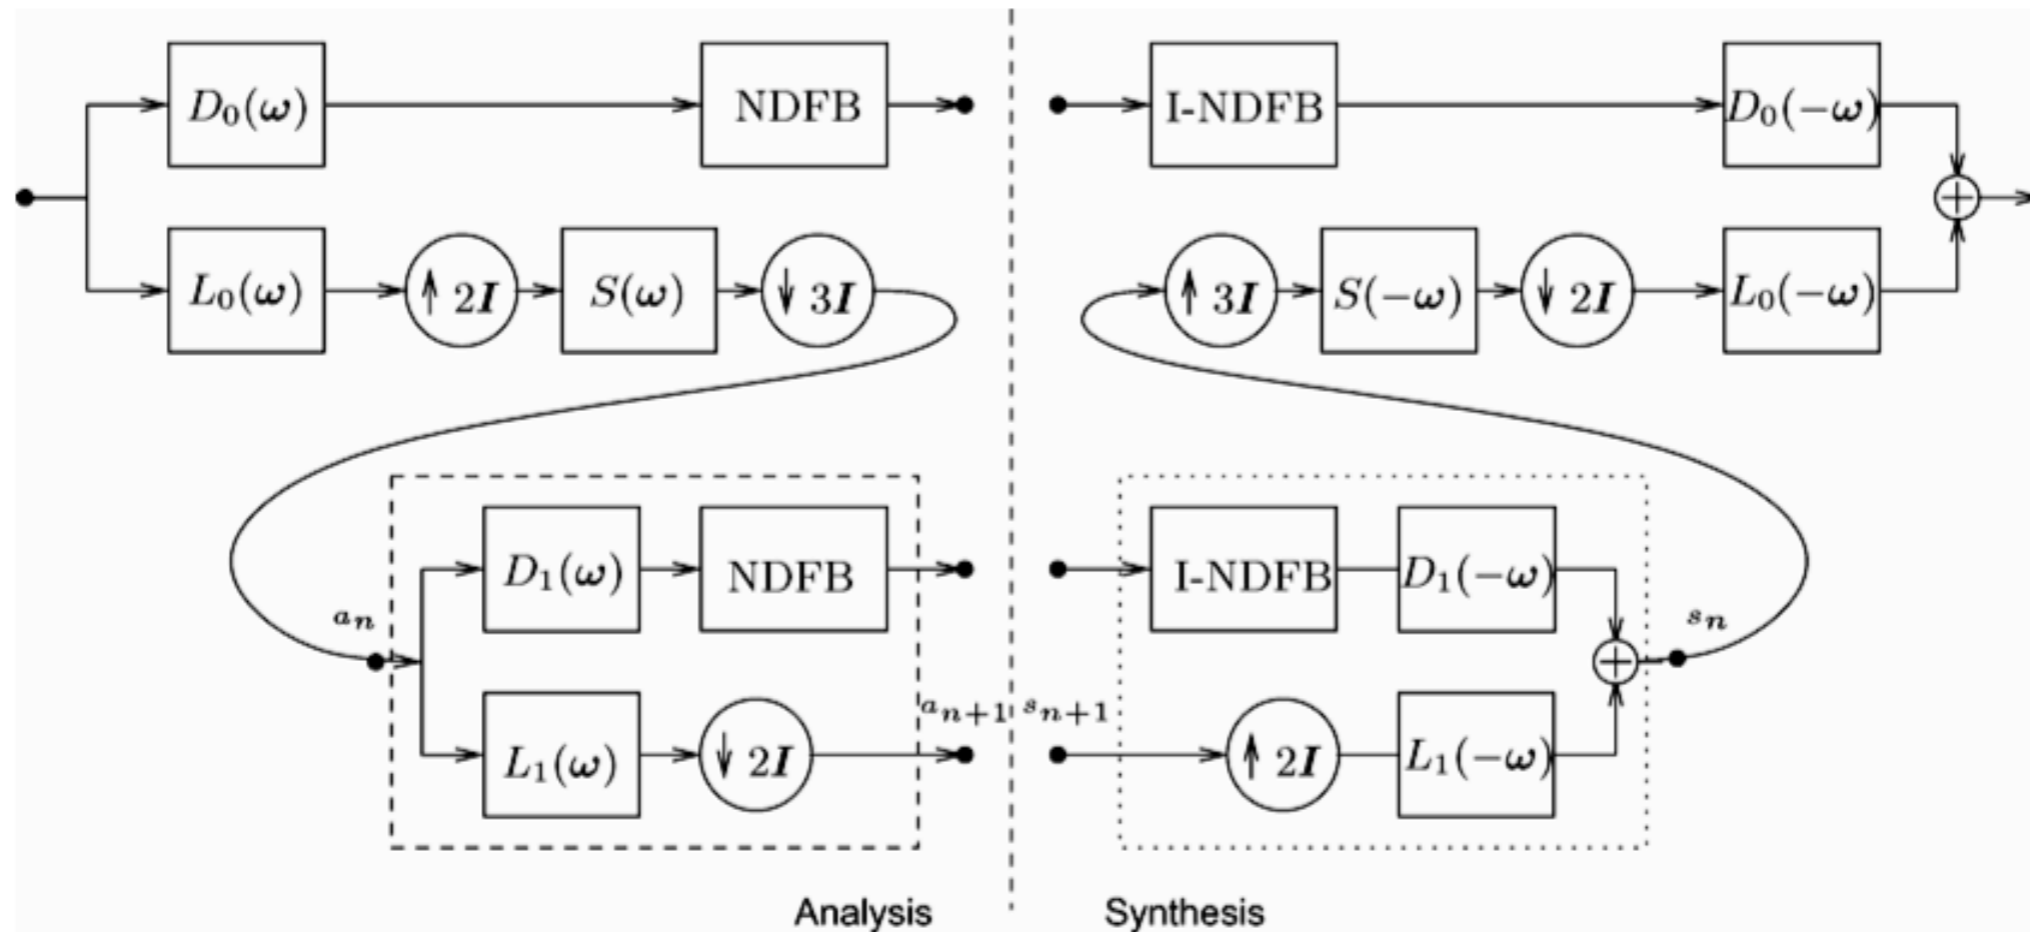 D₀(ω) NDFB I-NDFB D₀(−ω)
+
L₀(ω) ↑ 2I S(ω) ↓ 3I ↑ 3I S(−ω) ↓ 2I L₀(−ω)
D₁(ω) NDFB I-NDFB D₁(−ω)
aₙ sₙ
+
aₙ₊₁ sₙ₊₁
L₁(ω) ↓ 2I ↑ 2I L₁(−ω)
Analysis Synthesis